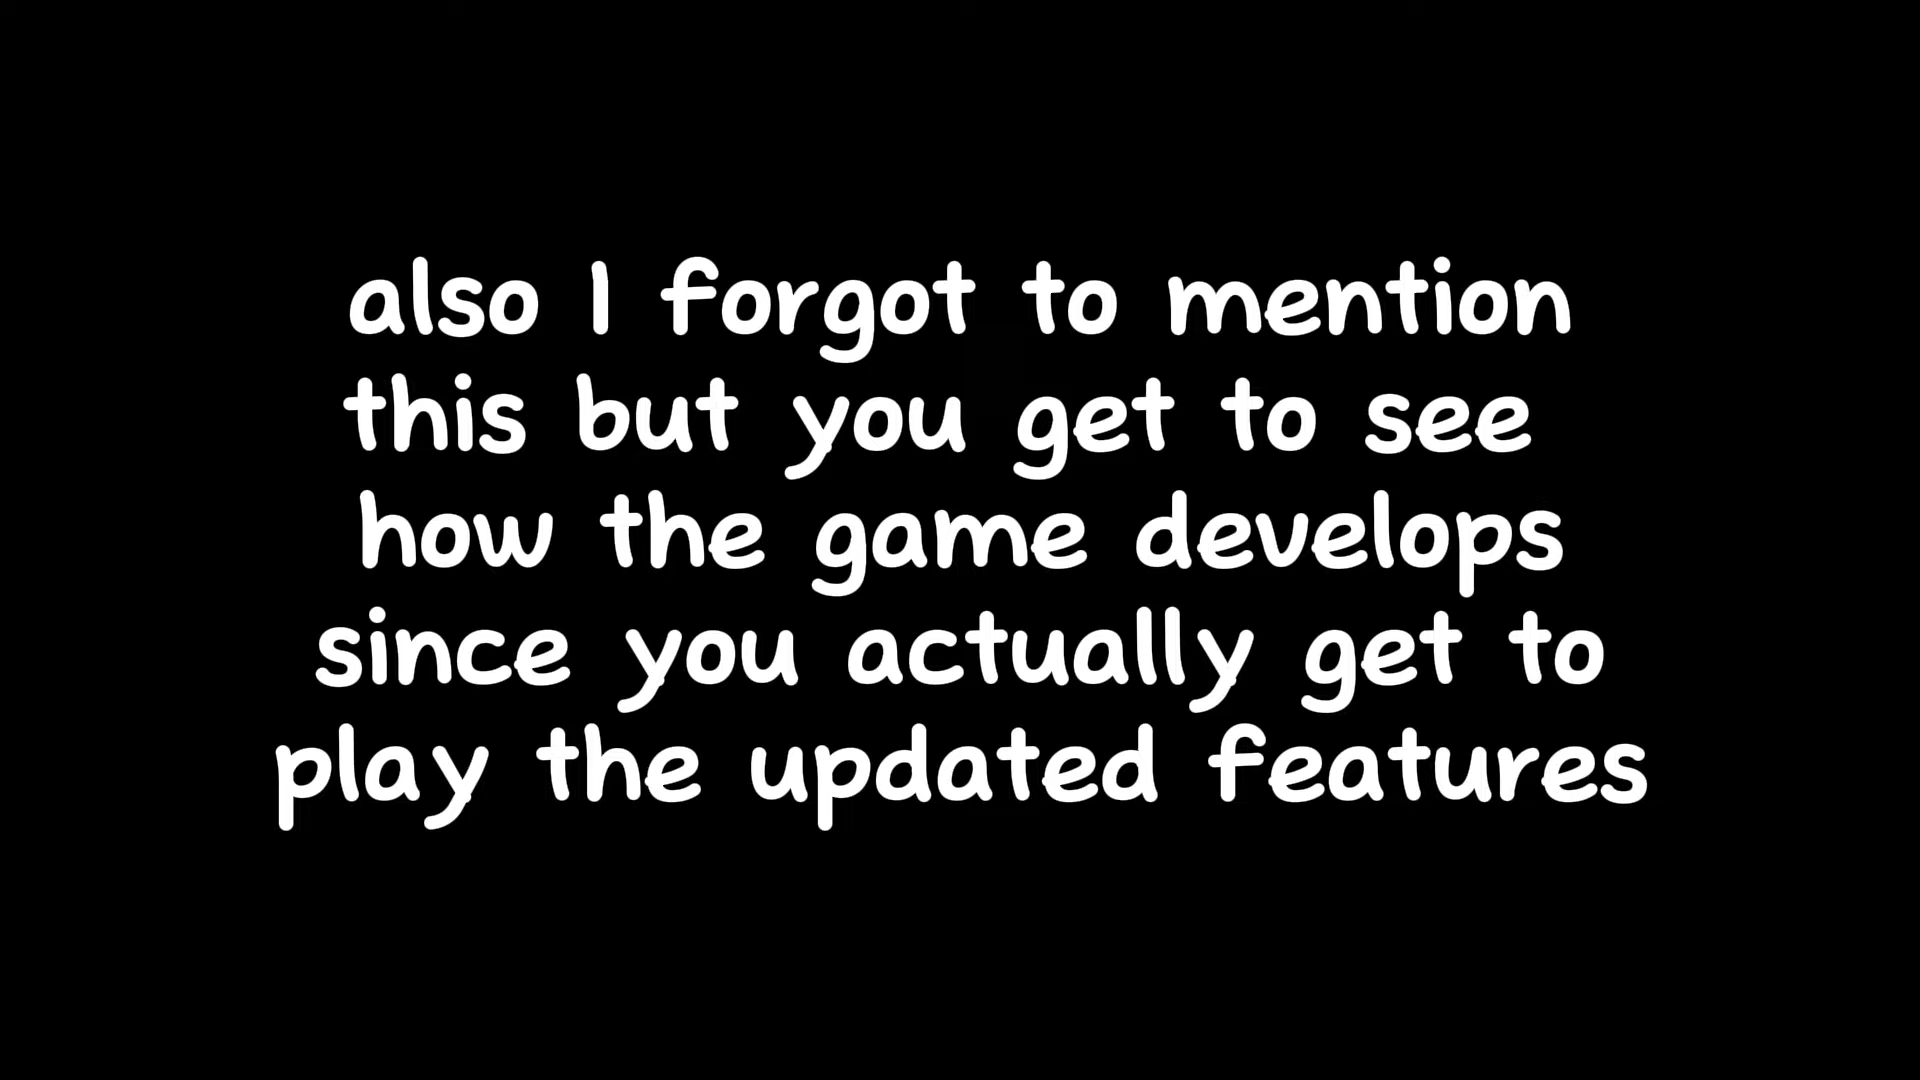 also I forgot to mention
this but you get to see
how the game develops
since you actually get to
play the updated features